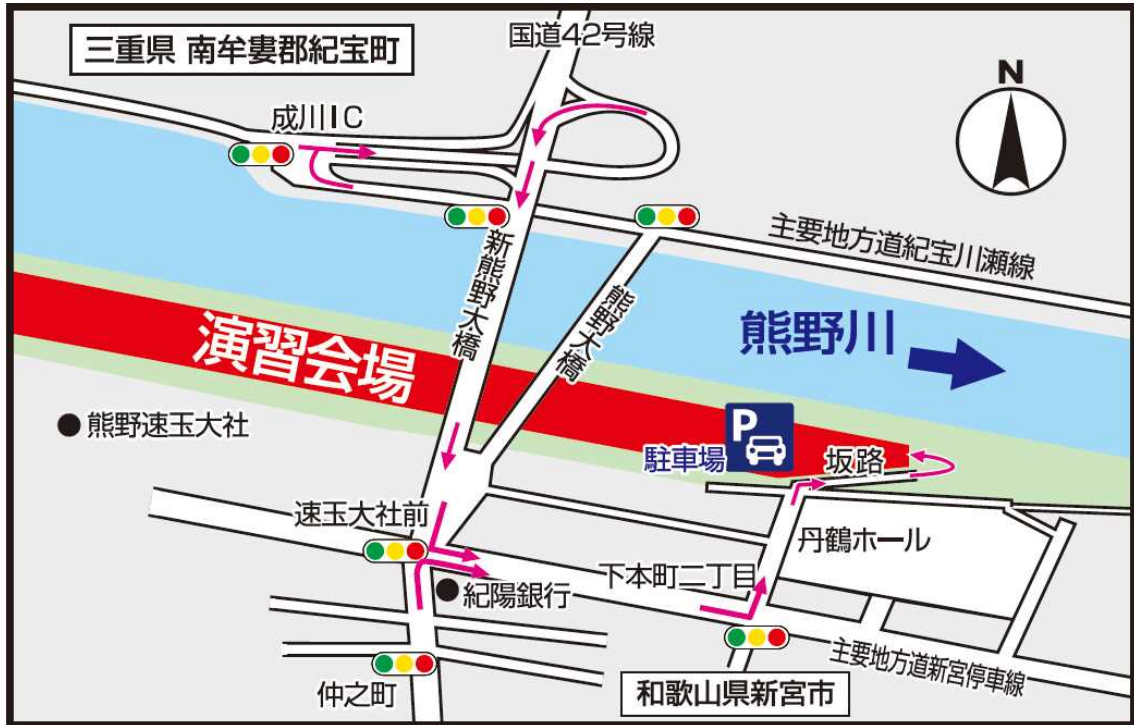 三重県 南牟婁郡紀宝町
国道42号線
N
成川IC
主要地方道紀宝川瀬線
新熊野大橋
熊野大橋
熊野川
演習会場
熊野速玉大社
P
駐車場
坂路
速玉大社前
丹鶴ホール
下本町二丁目
紀陽銀行
主要地方道新宮停車線
仲之町
和歌山県新宮市